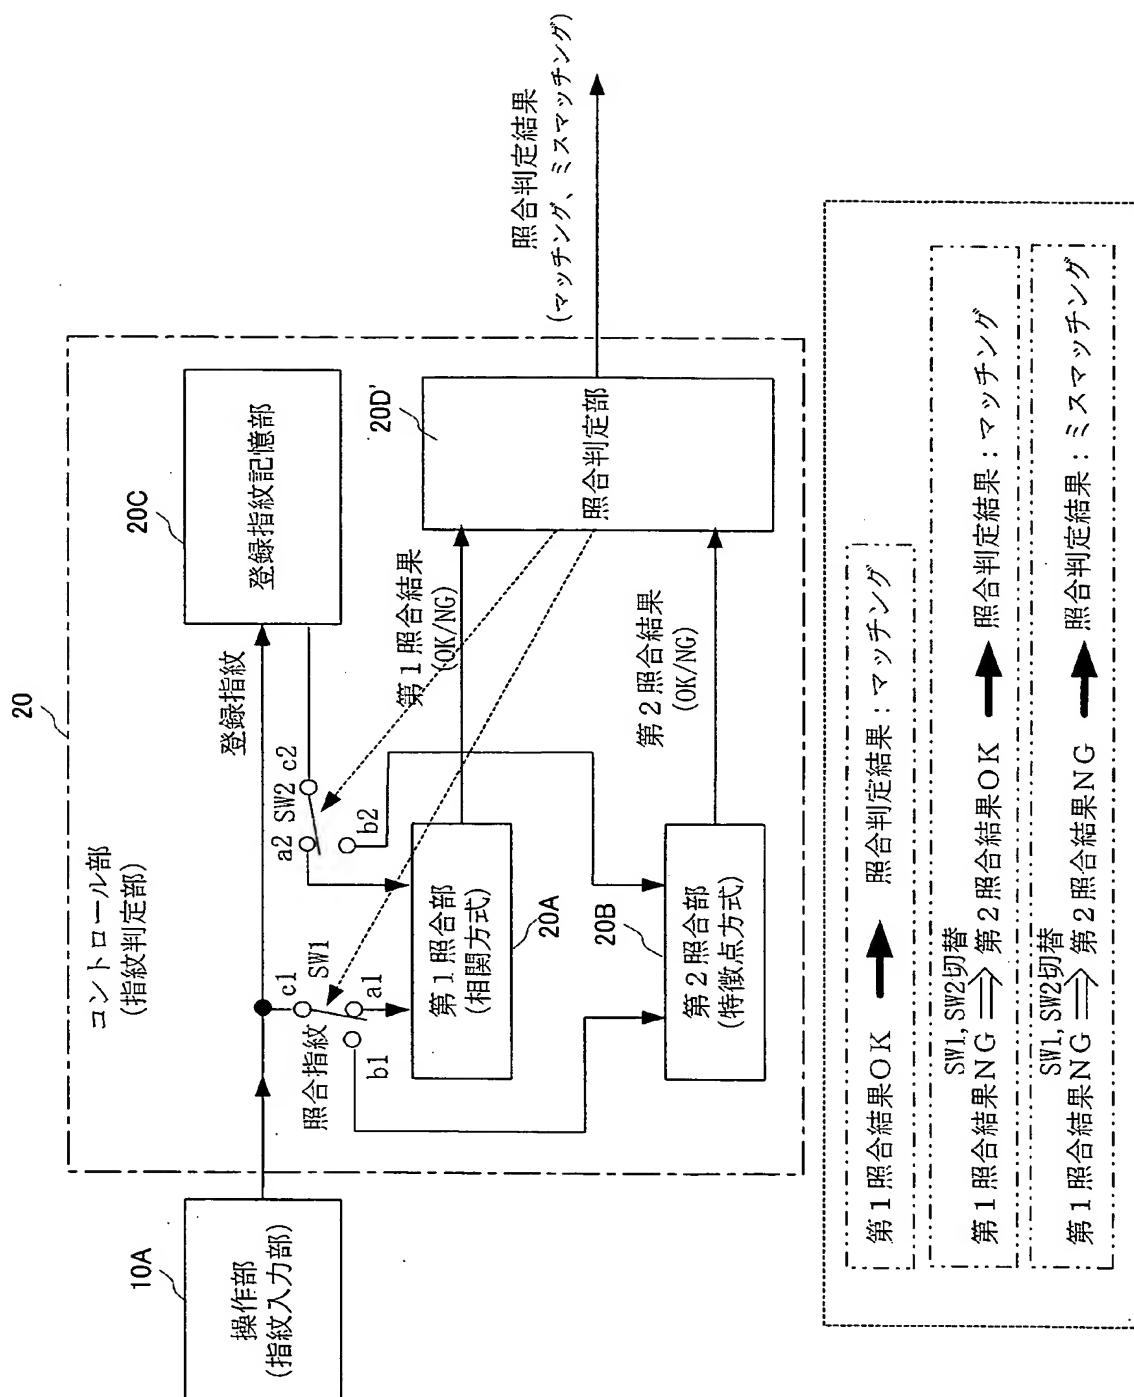 20
コントロール部
(指紋判定部)
10A
操作部
(指紋入力部)
登録指紋
20C
登録指紋記憶部
照合指紋
c1
SW1
a1
b1
a2
SW2
c2
b2
第1照合部
(相関方式)
20A
第1照合結果
(OK/NG)
20D'
照合判定部
照合判定結果
(マッチング、ミスマッチング)
20B
第2照合部
(特徴点方式)
第2照合結果
(OK/NG)
第1照合結果OK ➡ 照合判定結果:マッチング
SW1,SW2切替
第1照合結果NG ⇒ 第2照合結果OK ➡ 照合判定結果:マッチング
SW1,SW2切替
第1照合結果NG ⇒ 第2照合結果NG ➡ 照合判定結果:ミスマッチング